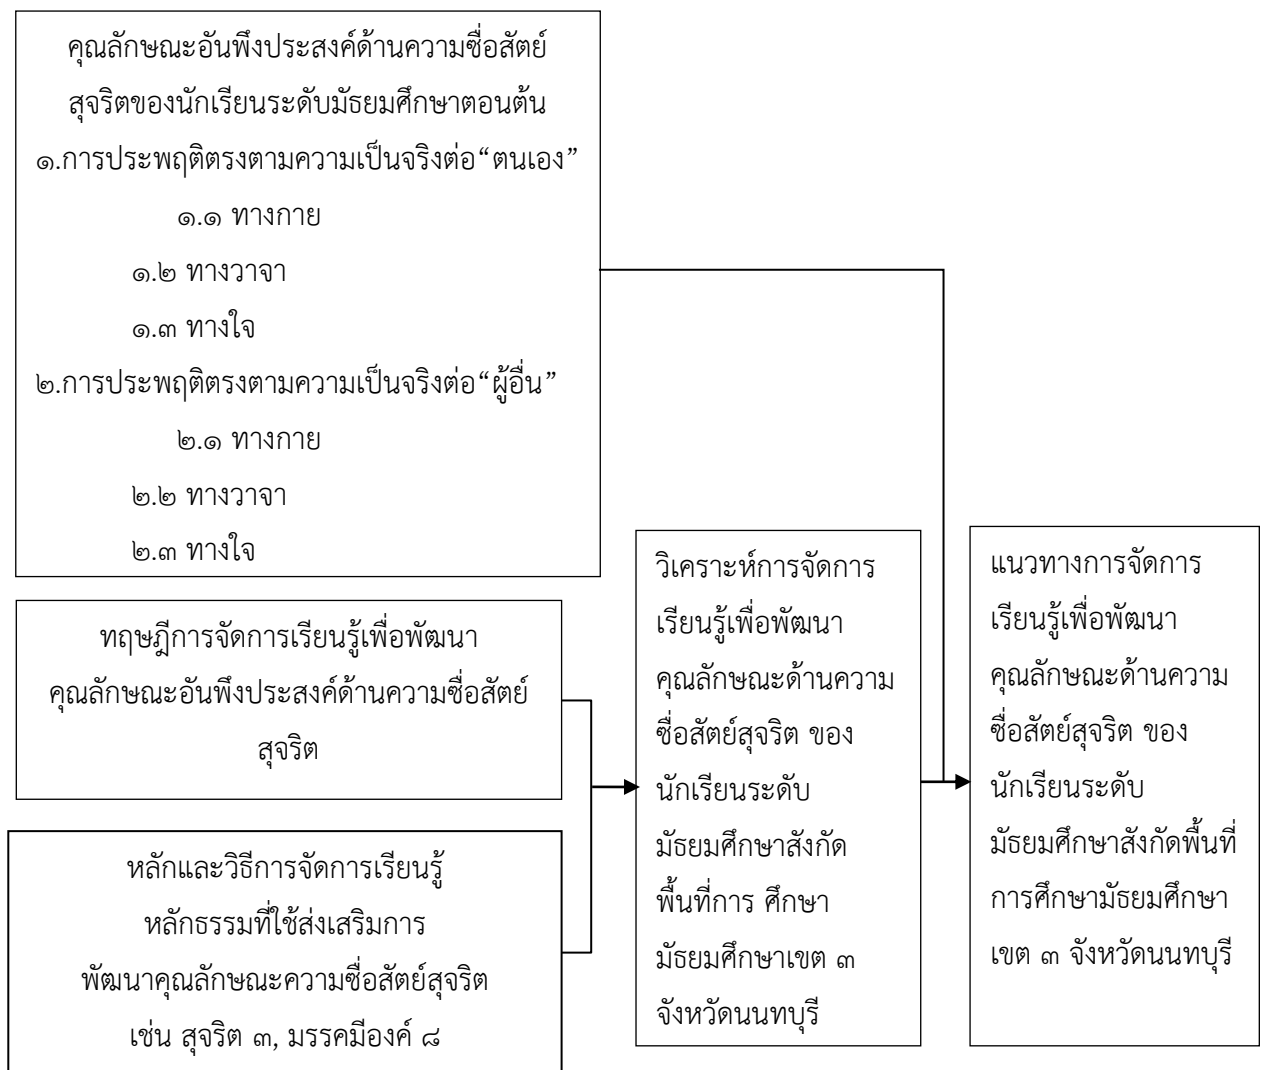 คุณลักษณะอันพึงประสงค์ด้านความซื่อสัตย์
สุจริตของนักเรียนระดับมัธยมศึกษาตอนต้น
๑.การประพฤติตรงตามความเป็นจริงต่อ“ตนเอง”
๑.๑ ทางกาย
๑.๒ ทางวาจา
๑.๓ ทางใจ
๒.การประพฤติตรงตามความเป็นจริงต่อ“ผู้อื่น”
๒.๑ ทางกาย
๒.๒ ทางวาจา
๒.๓ ทางใจ
ทฤษฎีการจัดการเรียนรู้เพื่อพัฒนา
คุณลักษณะอันพึงประสงค์ด้านความซื่อสัตย์
สุจริต
หลักและวิธีการจัดการเรียนรู้
หลักธรรมที่ใช้ส่งเสริมการ
พัฒนาคุณลักษณะความซื่อสัตย์สุจริต
เช่น สุจริต ๓, มรรคมีองค์ ๘
วิเคราะห์การจัดการ
เรียนรู้เพื่อพัฒนา
คุณลักษณะด้านความ
ซื่อสัตย์สุจริต ของ
นักเรียนระดับ
มัธยมศึกษาสังกัด
พื้นที่การ ศึกษา
มัธยมศึกษาเขต ๓
จังหวัดนนทบุรี
แนวทางการจัดการ
เรียนรู้เพื่อพัฒนา
คุณลักษณะด้านความ
ซื่อสัตย์สุจริต ของ
นักเรียนระดับ
มัธยมศึกษาสังกัดพื้นที่
การศึกษามัธยมศึกษา
เขต ๓ จังหวัดนนทบุรี